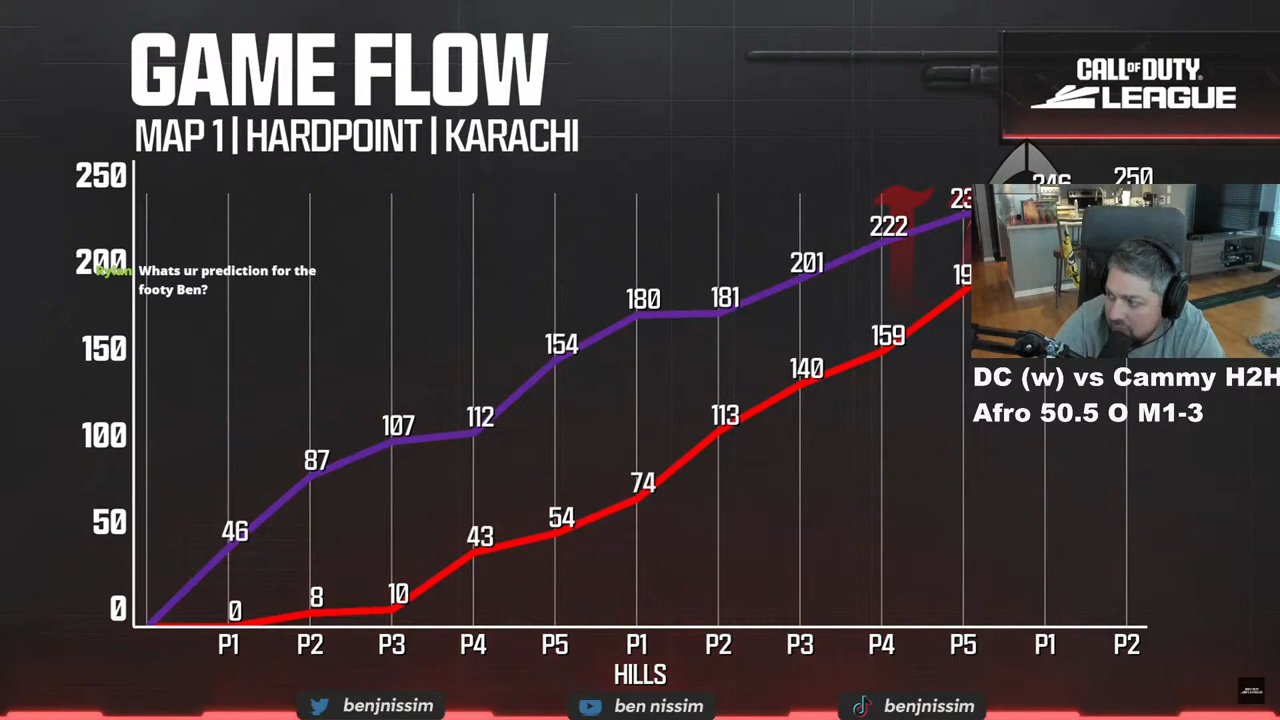 GAME FLOW
MAP 1 | HARDPOINT | KARACHI
CALL OF DUTY
LEAGUE
250
200
150
100
50
0
46
87
107
112
154
180
181
201
222
250
0
8
10
43
54
74
113
140
159
Whats ur prediction for the
footy Ben?
P1 P2 P3 P4 P5 P1 P2 P3 P4 P5 P1 P2
HILLS
DC (w) vs Cammy H2H
Afro 50.5 O M1-3
benjnissim
ben nissim
benjnissim